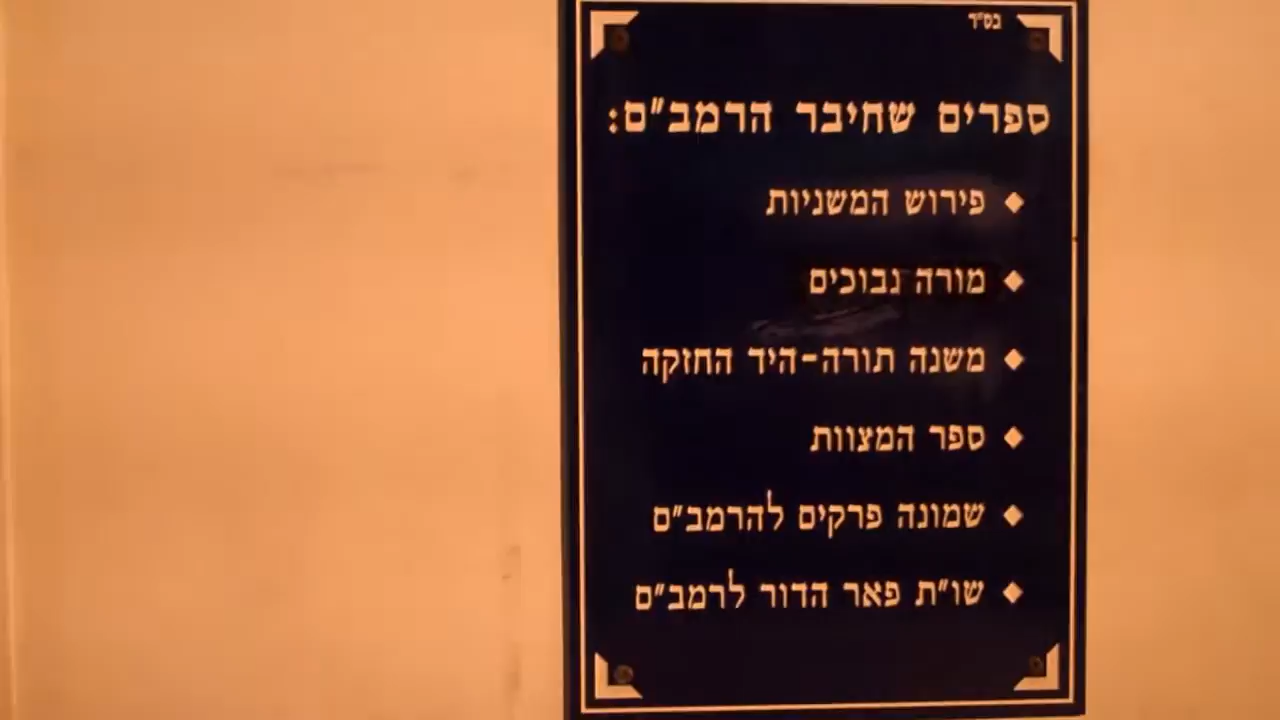 בס"ד
ספרים שחיבר הרמב"ם:
פירוש המשניות
מורה נבוכים
משנה תורה-היד החזקה
ספר המצוות
שמונה פרקים להרמב"ם
שו"ת פאר הדור לרמב"ם